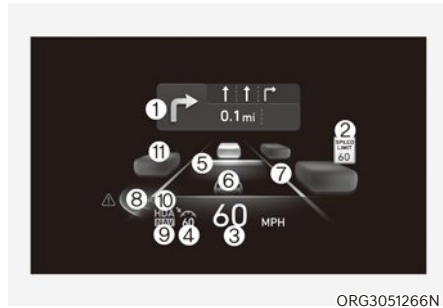 0.1 mi
①
②
SPEED
LIMIT
60
⑪
⑤
⑦
⑥
⑧ ⑩
HDA 60 60 MPH
NAV
⑨ ④ ③
ORG3051266N